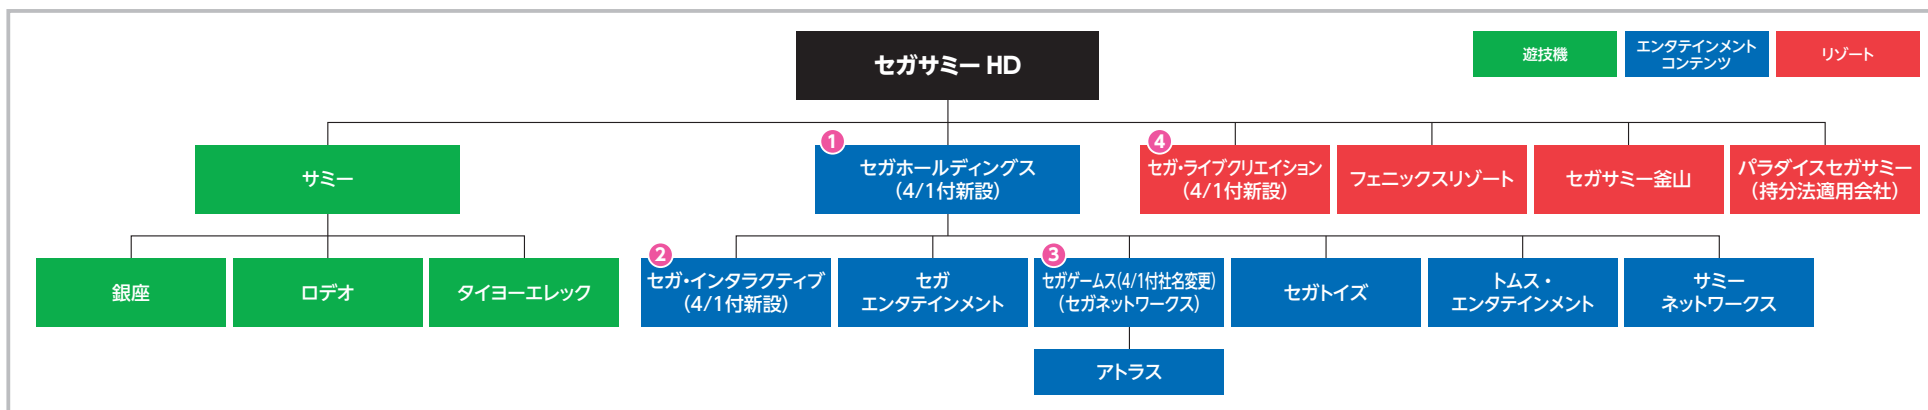 セガサミー HD
遊技機
エンタテインメント
コンテンツ
リゾート
サミー
1
セガホールディングス
(4/1付新設)
4
セガ・ライブクリエイション
(4/1付新設)
フェニックスリゾート
セガサミー釜山
パラダイスセガサミー
(持分法適用会社)
銀座
ロデオ
タイヨーエレック
2
セガ・インタラクティブ
(4/1付新設)
セガ
エンタテインメント
3
セガゲームス(4/1付社名変更)
(セガネットワークス)
セガトイズ
トムス・
エンタテインメント
サミー
ネットワークス
アトラス